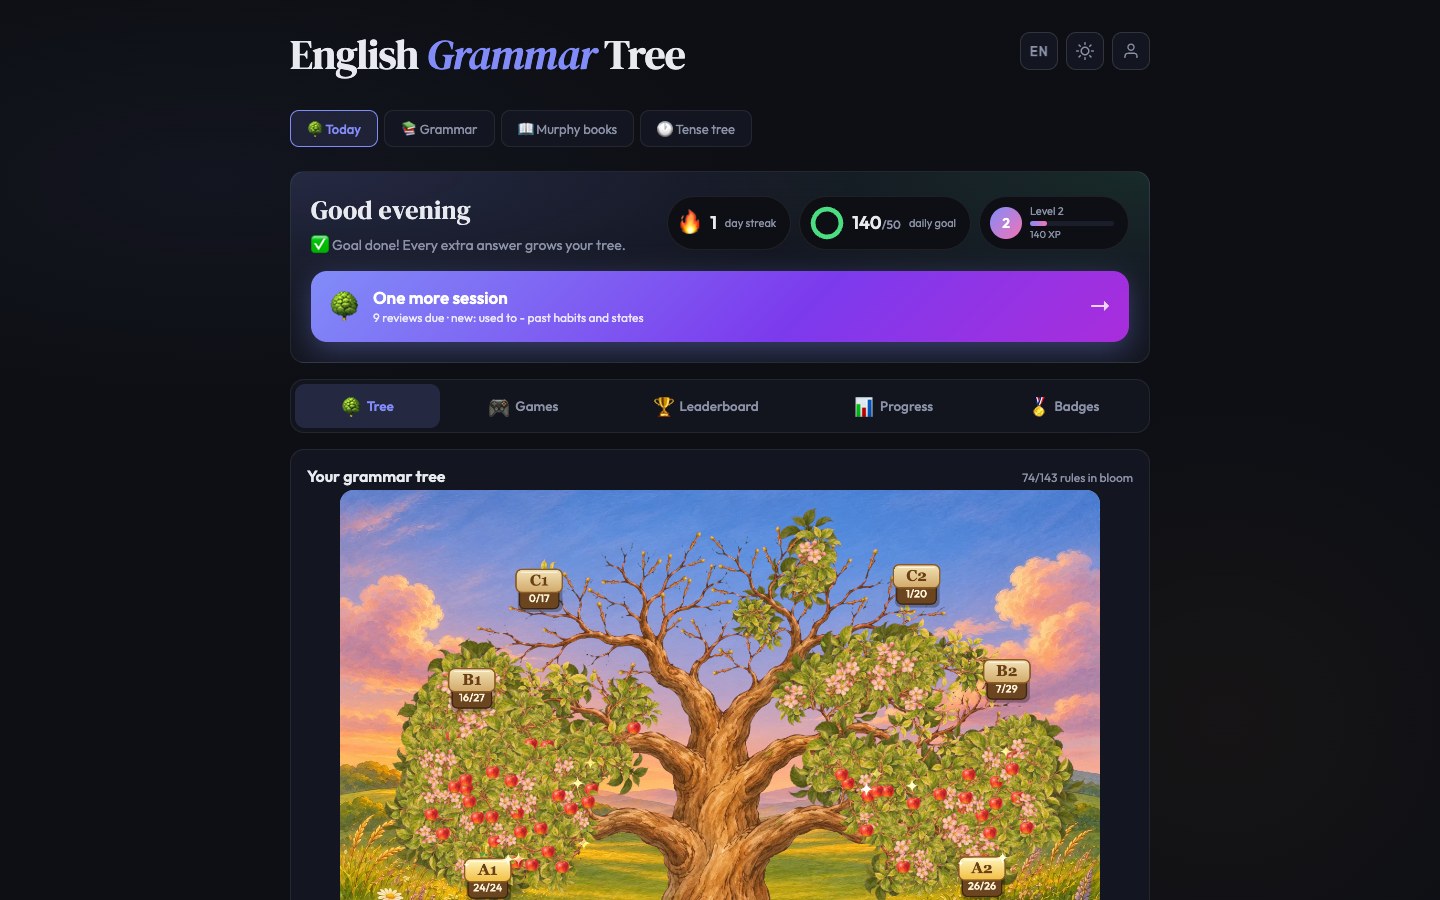 English Grammar Tree
EN
Today
Grammar
Murphy books
Tense tree
Good evening
Goal done! Every extra answer grows your tree.
1 day streak
140/50 daily goal
2
Level 2
140 XP
One more session
9 reviews due · new: used to - past habits and states
Tree
Games
Leaderboard
Progress
Badges
Your grammar tree
74/143 rules in bloom
C1
0/17
C2
1/20
B1
16/27
B2
7/29
A1
24/24
A2
26/26